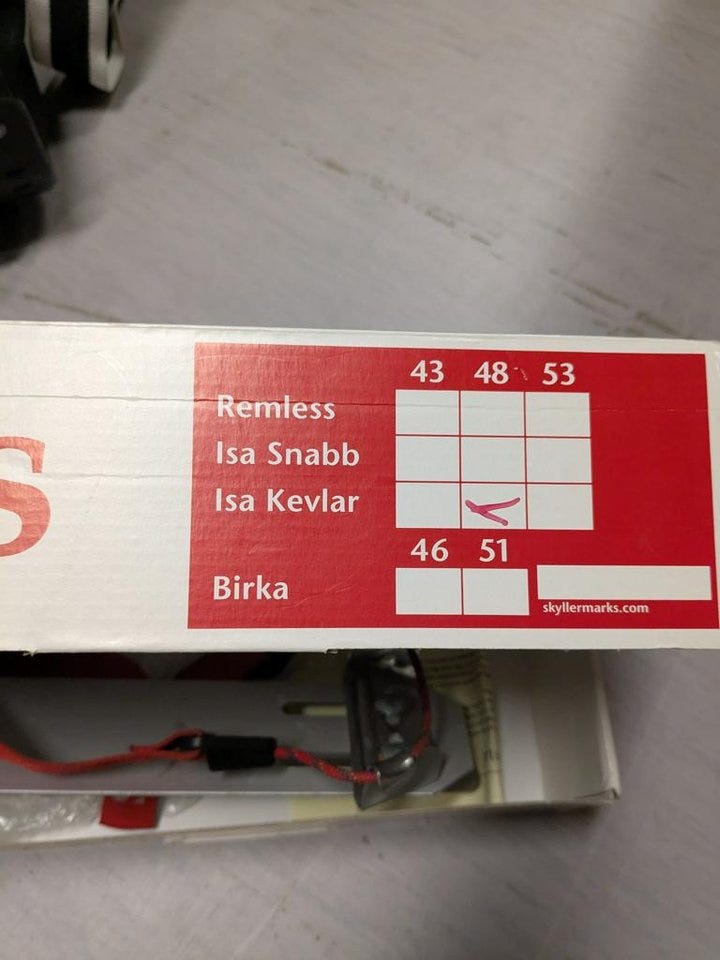 S
43 48 53
Remless
Isa Snabb
Isa Kevlar
46 51
Birka
skyllermarks.com